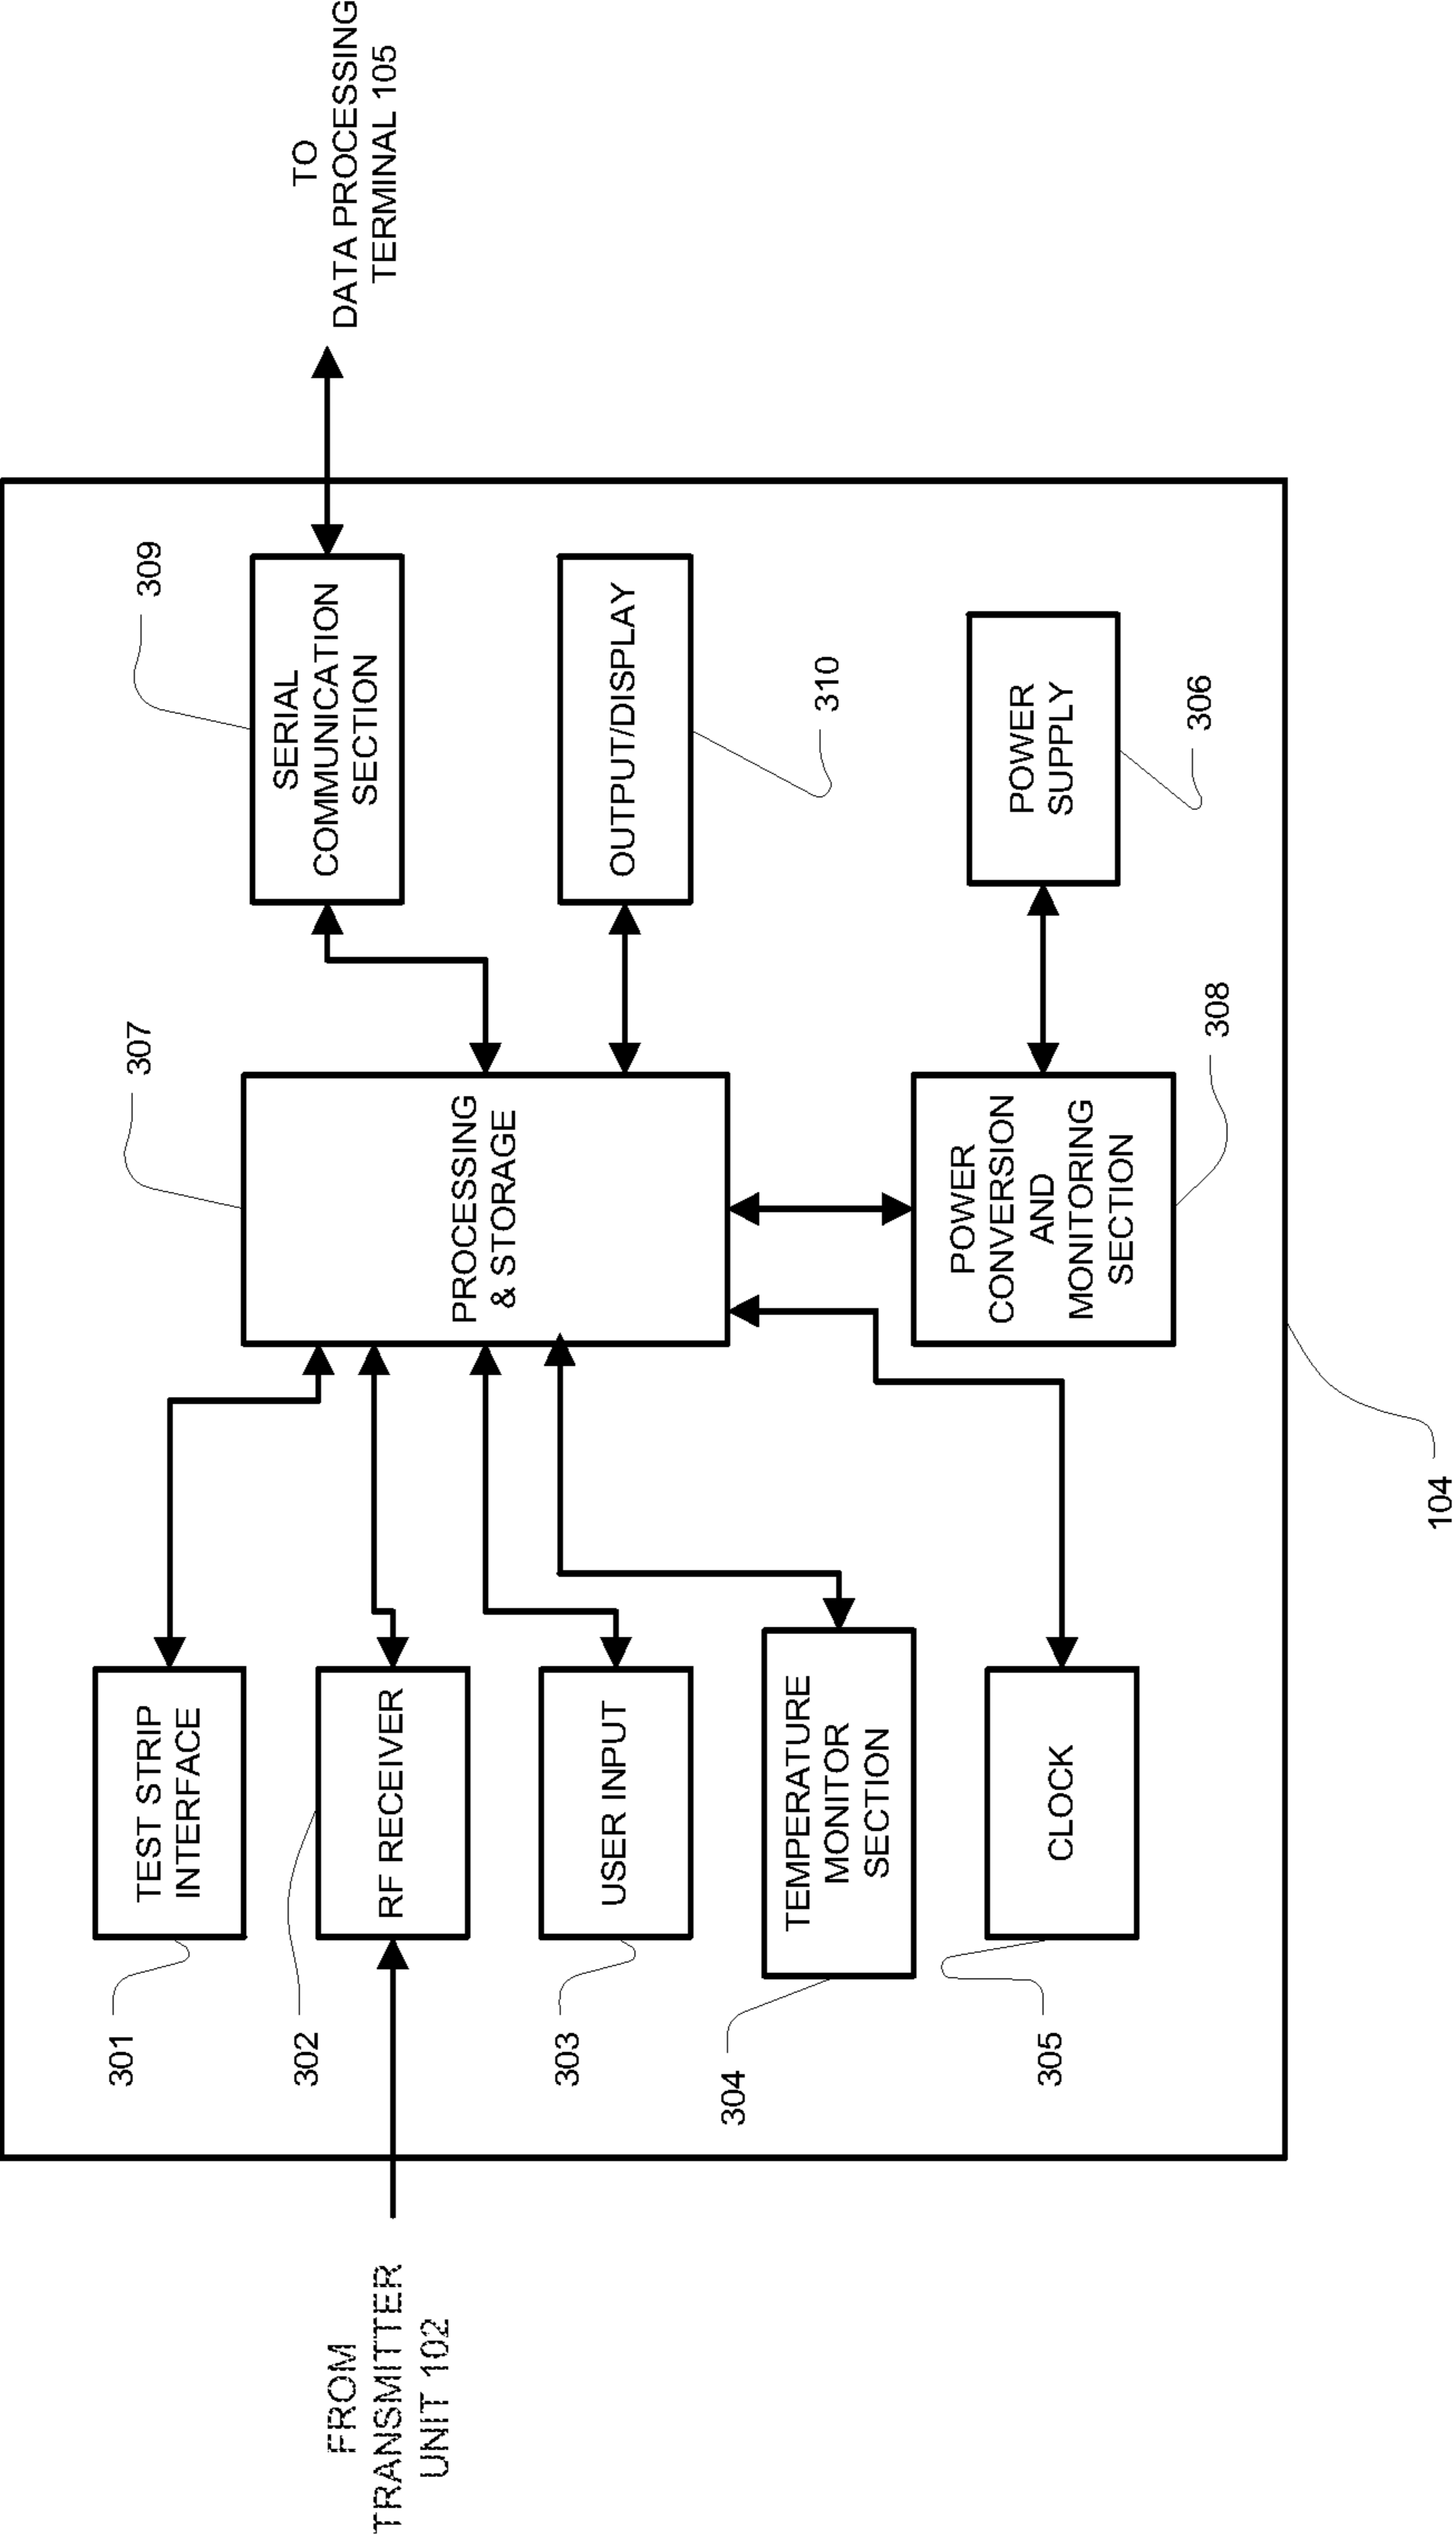 FROM
TRANSMITTER
UNIT 102
301
TEST STRIP
INTERFACE
302
RF RECEIVER
303
USER INPUT
304
TEMPERATURE
MONITOR
SECTION
305
CLOCK
307
PROCESSING
& STORAGE
POWER
CONVERSION
AND
MONITORING
SECTION
308
309
SERIAL
COMMUNICATION
SECTION
OUTPUT/DISPLAY
310
POWER
SUPPLY
306
TO
DATA PROCESSING
TERMINAL 105
104